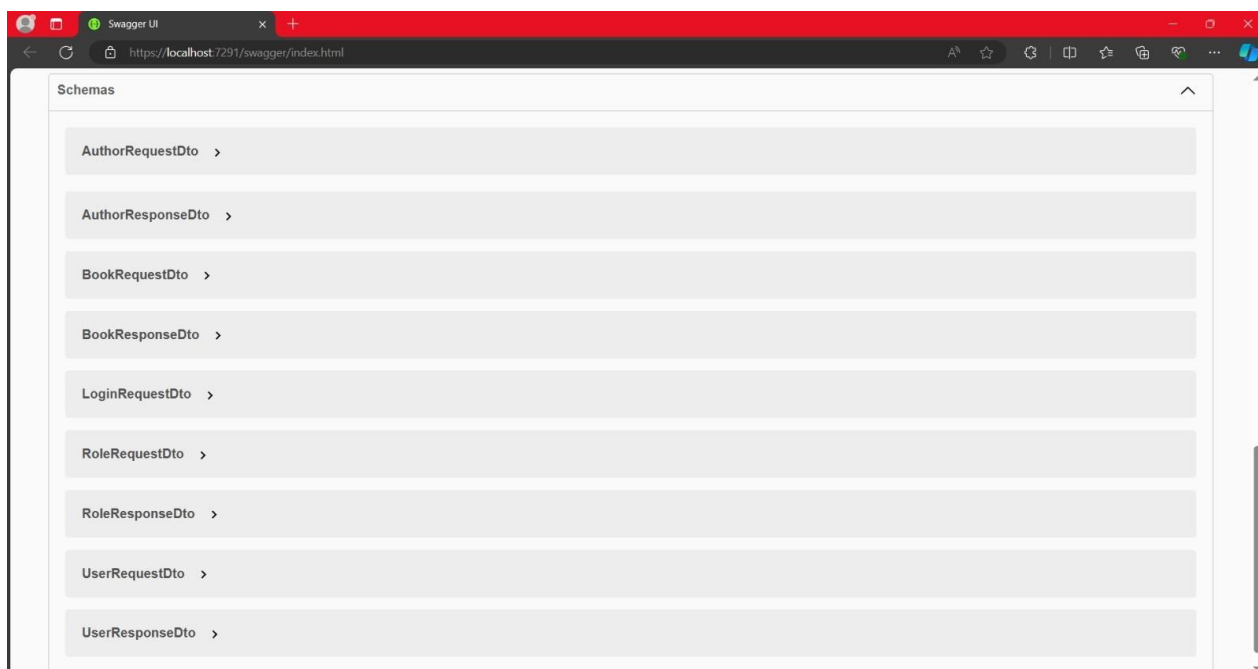 Swagger UI
https://localhost:7291/swagger/index.html
Schemas
AuthorRequestDto
AuthorResponseDto
BookRequestDto
BookResponseDto
LoginRequestDto
RoleRequestDto
RoleResponseDto
UserRequestDto
UserResponseDto